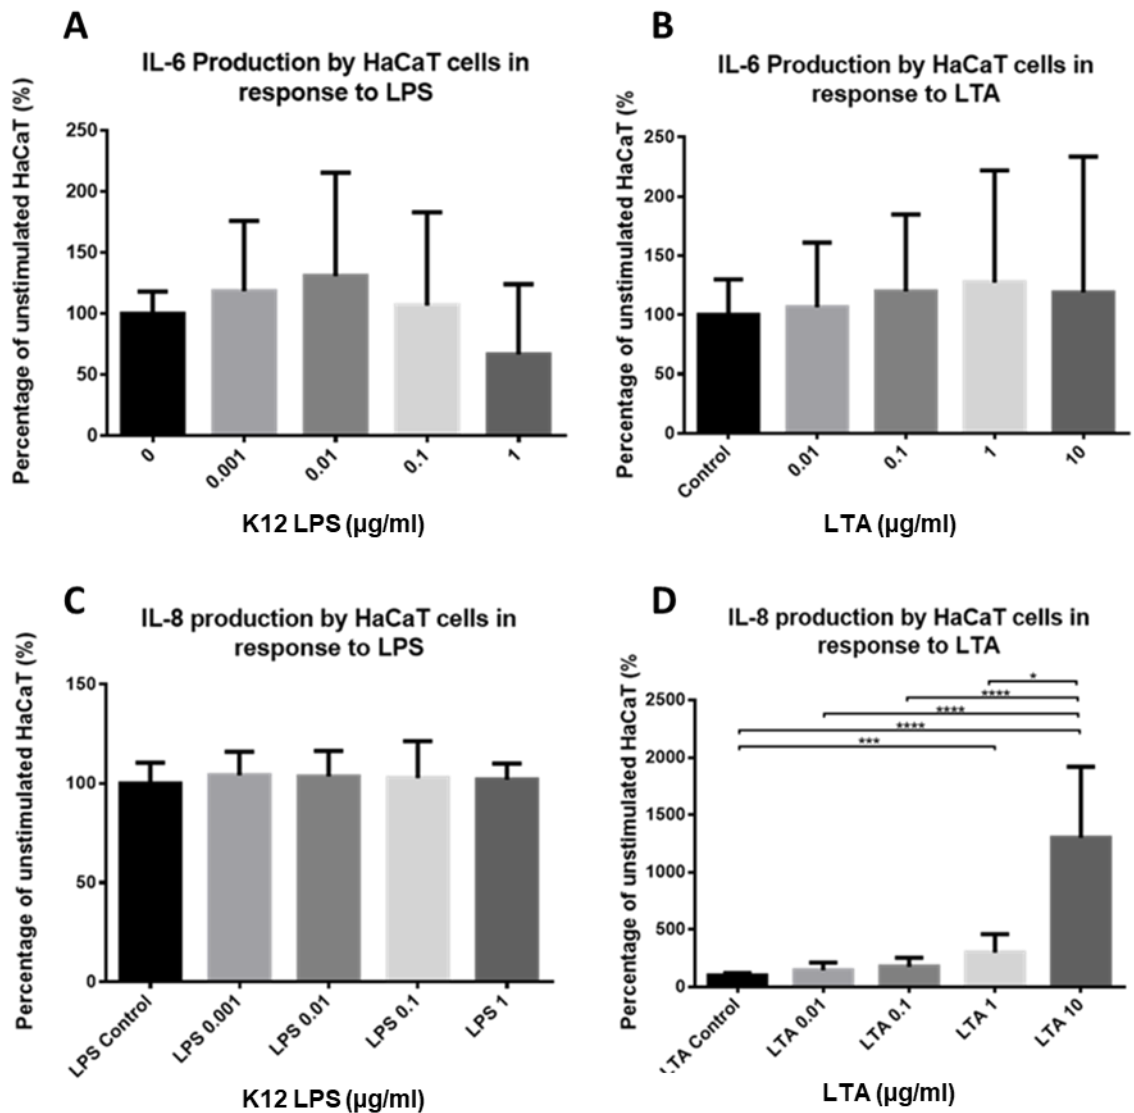 A
IL-6 Production by HaCaT cells in
response to LPS
Percentage of unstimulated HaCaT (%)
250
200
150
100
50
0
0
0.001
0.01
0.1
1
K12 LPS (µg/ml)
B
IL-6 Production by HaCaT cells in
response to LTA
Percentage of unstimulated HaCaT (%
250
200
150
100
50
0
Control
0.01
0.1
1
10
LTA (µg/ml)
C
IL-8 production by HaCaT cells in
response to LPS
Percentage of unstimulated HaCaT (%)
150
100
50
0
LPS Control
LPS 0.001
LPS 0.01
LPS 0.1
LPS 1
K12 LPS (µg/ml)
D
IL-8 production by HaCaT cells in
response to LTA
Percentage of unstimulated HaCaT (%
2500
2000
1500
1000
500
0
*
****
****
****
***
LTA Control
LTA 0.01
LTA 0.1
LTA 1
LTA 10
LTA (µg/ml)